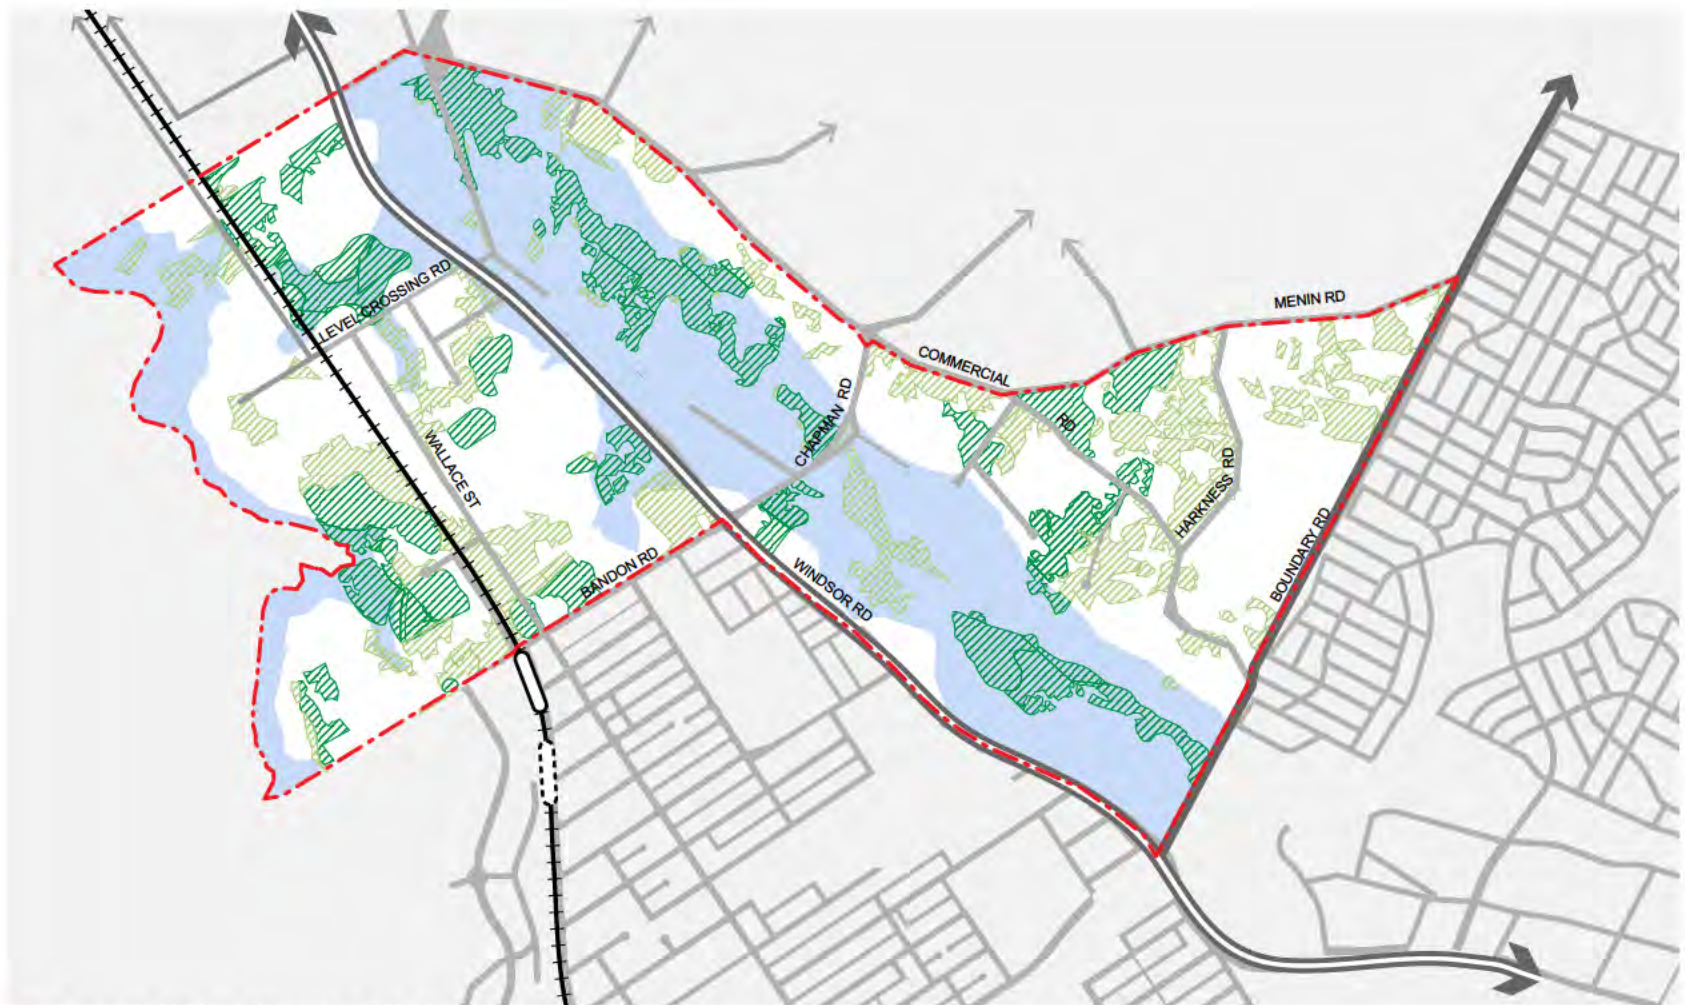 LEVEL CROSSING RD
MENIN RD
COMMERCIAL
RD
CHAPMAN RD
WALLACE ST
HARKNESS RD
BOUNDARY RD
BANDON RD
WINDSOR RD